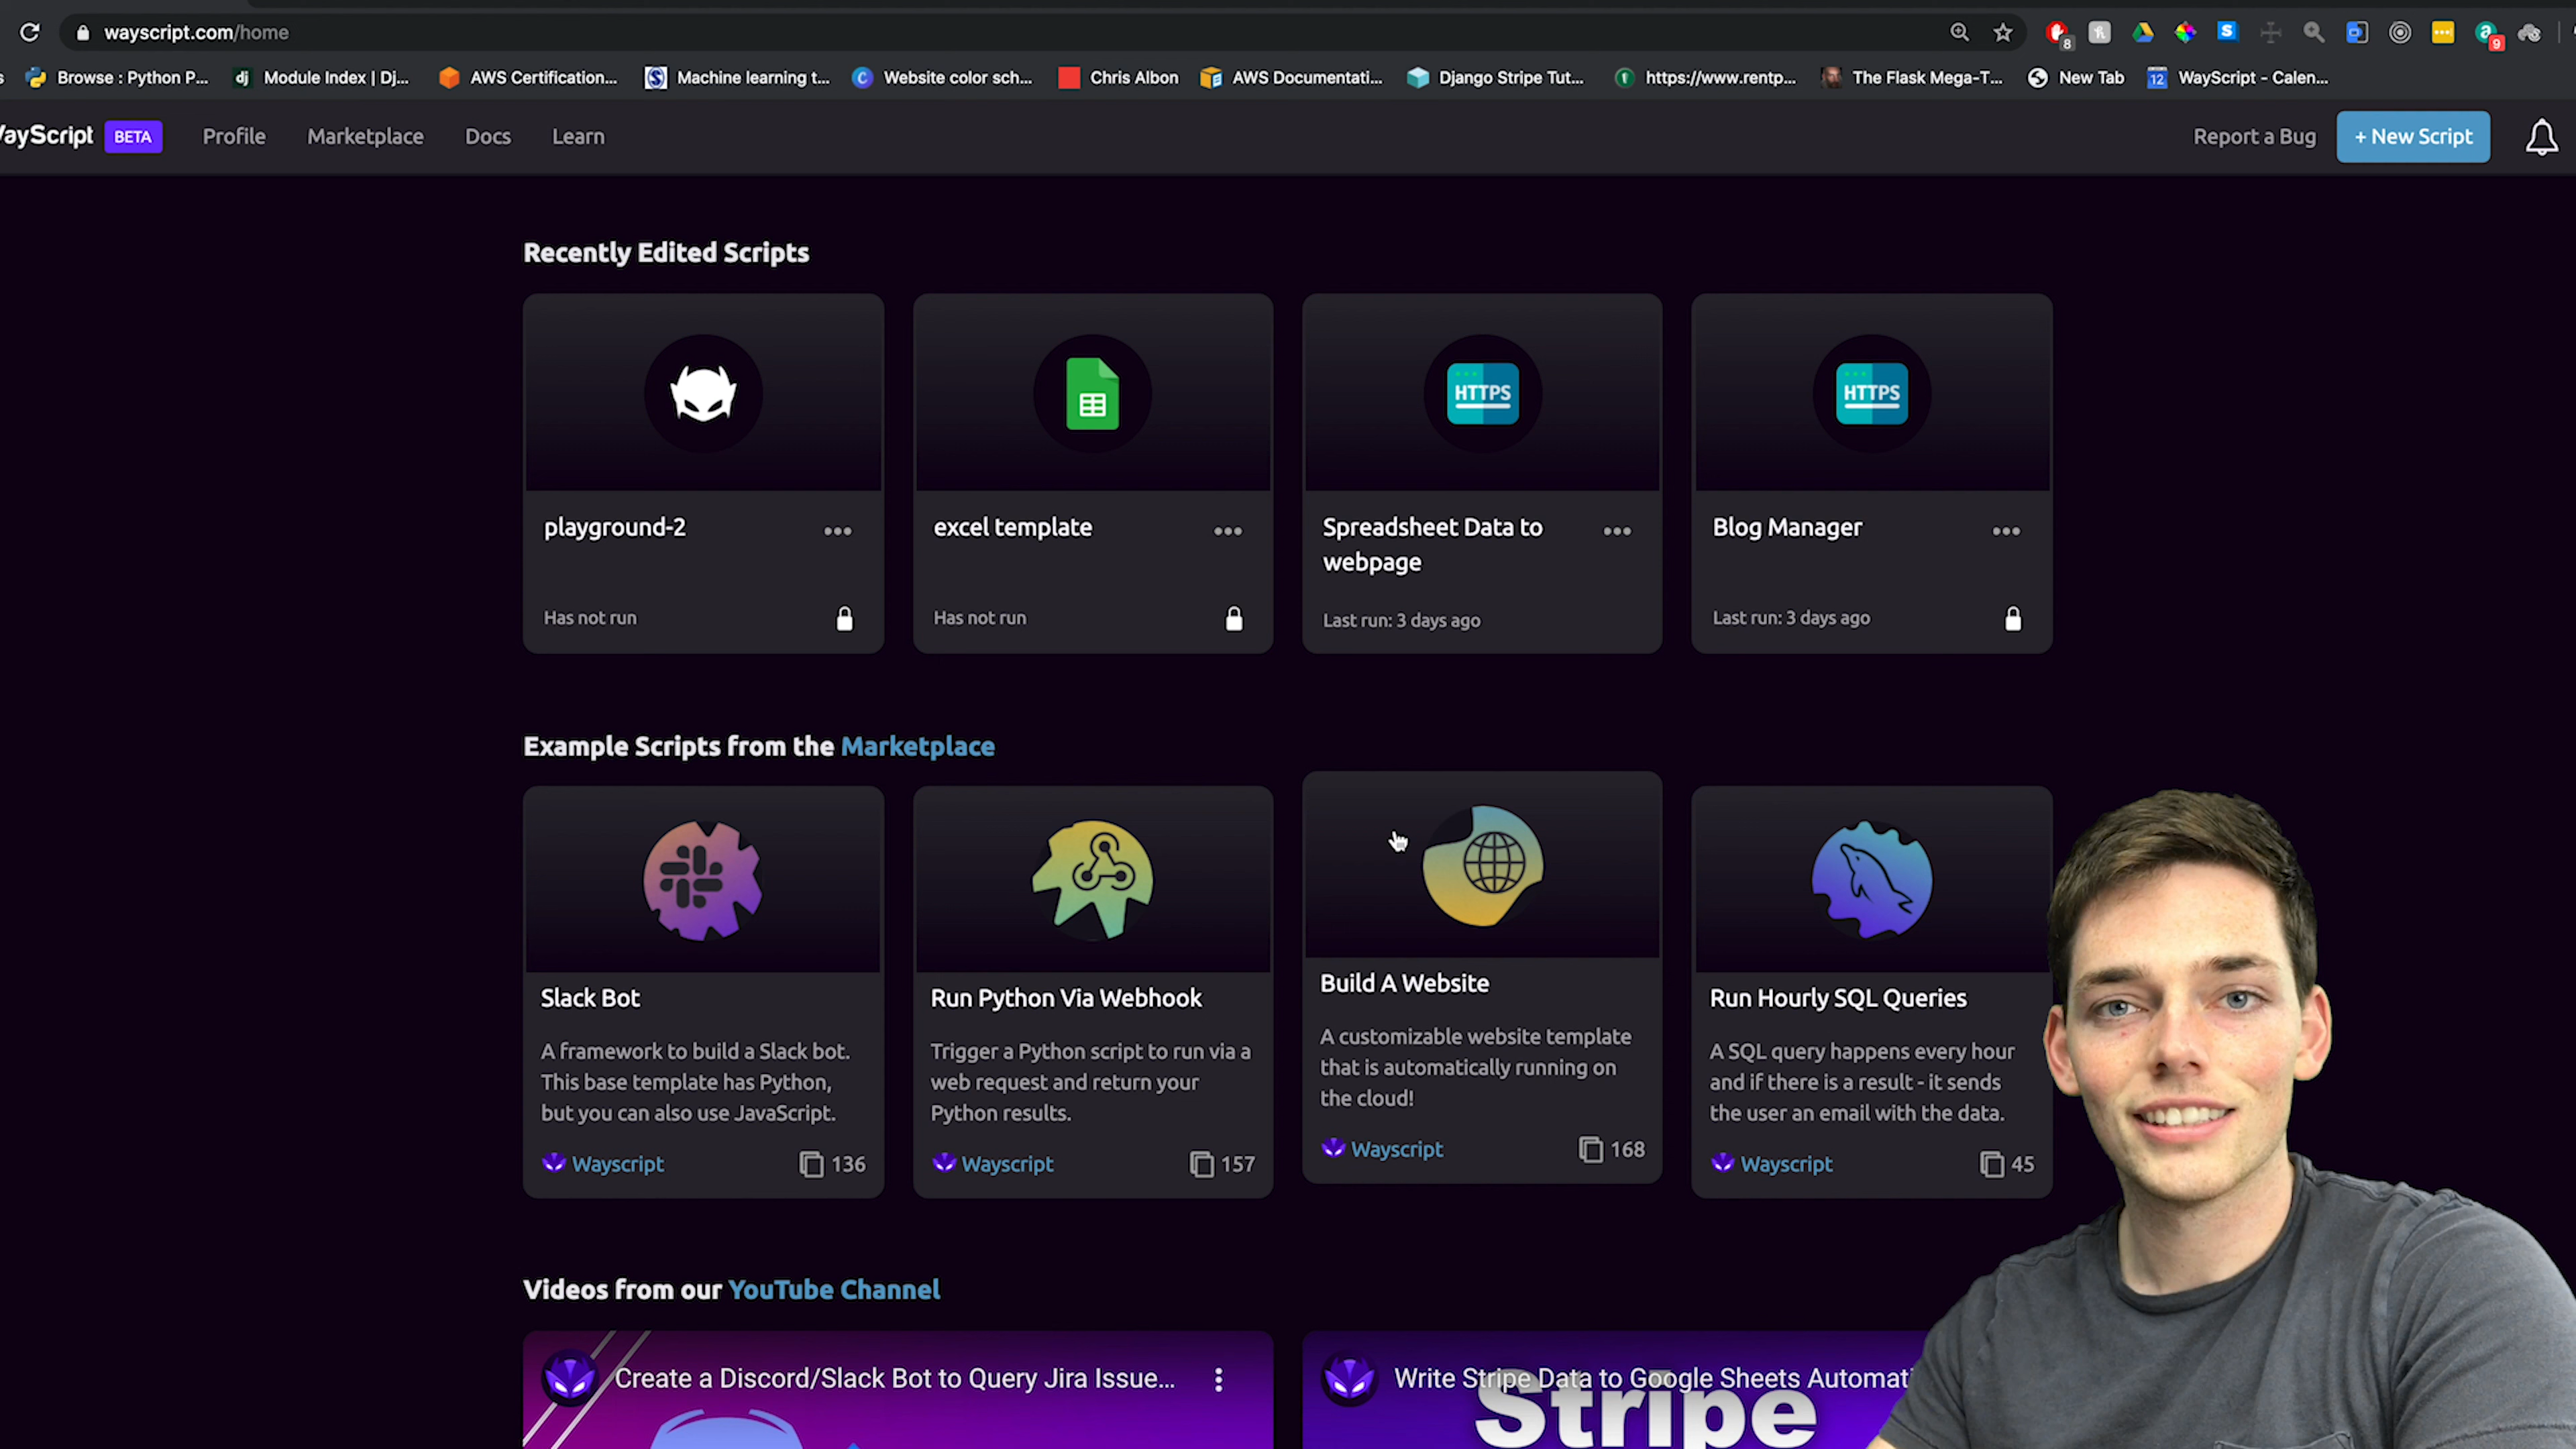 wayscript.com/home
8
9
Browse : Python P...
Module Index | Dj...
AWS Certification...
Machine learning t...
Website color sch...
Chris Albon
AWS Documentati...
Django Stripe Tut...
https://www.rentp...
The Flask Mega-T...
New Tab
12
WayScript - Calen...
WayScript BETA
Profile
Marketplace
Docs
Learn
Report a Bug
+ New Script
Recently Edited Scripts
HTTPS
HTTPS
playground-2
excel template
Spreadsheet Data to
webpage
Blog Manager
Has not run
Has not run
Last run: 3 days ago
Last run: 3 days ago
Example Scripts from the Marketplace
Slack Bot
A framework to build a Slack bot.
This base template has Python,
but you can also use JavaScript.
Wayscript 136
Run Python Via Webhook
Trigger a Python script to run via a
web request and return your
Python results.
Wayscript 157
Build A Website
A customizable website template
that is automatically running on
the cloud!
Wayscript 168
Run Hourly SQL Queries
A SQL query happens every hour
and if there is a result - it sends
the user an email with the data.
Wayscript 45
Videos from our YouTube Channel
Create a Discord/Slack Bot to Query Jira Issue...
Write Stripe Data to Google Sheets Automati
Stripe